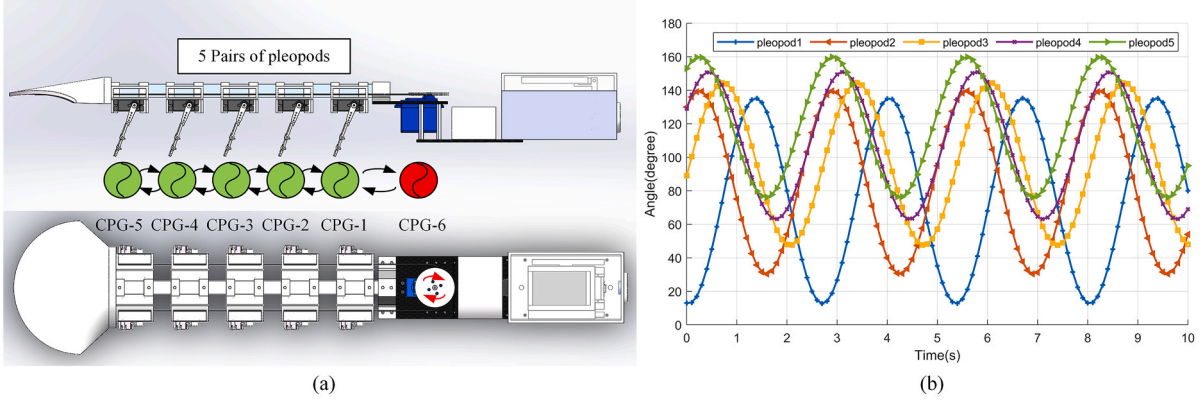 5 Pairs of pleopods
CPG-5 CPG-4 CPG-3 CPG-2 CPG-1 CPG-6
(a)
pleopod1 pleopod2 pleopod3 pleopod4 pleopod5
Angle(degree)
180
160
140
120
100
80
60
40
20
0
0 1 2 3 4 5 6 7 8 9 10
Time(s)
(b)